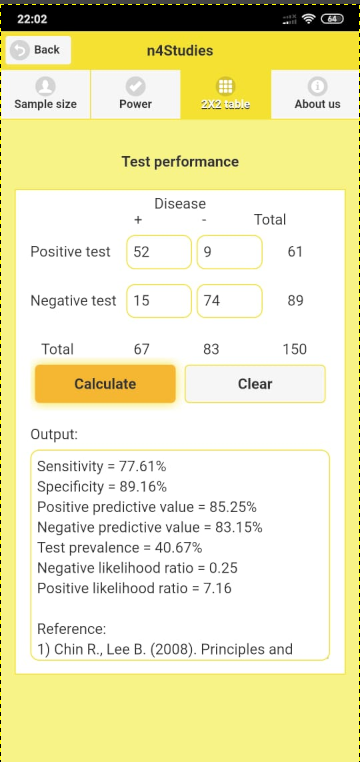 22:02
64
Back
n4Studies
Sample size
Power
2X2 table
About us
Test performance
Disease
+ - Total
Positive test 52 9 61
Negative test 15 74 89
Total 67 83 150
Calculate Clear
Output:
Sensitivity = 77.61%
Specificity = 89.16%
Positive predictive value = 85.25%
Negative predictive value = 83.15%
Test prevalence = 40.67%
Negative likelihood ratio = 0.25
Positive likelihood ratio = 7.16
Reference:
1) Chin R., Lee B. (2008). Principles and